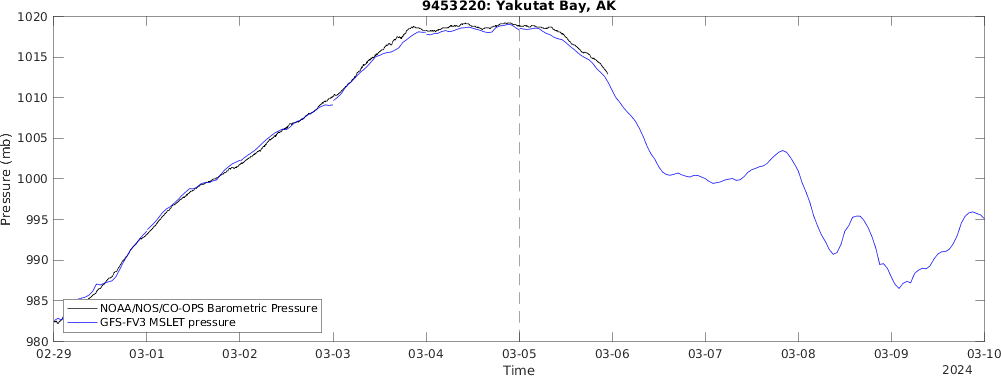 9453220: Yakutat Bay, AK
1020
1015
1010
1005
1000
995
990
985
980
Pressure (mb)
NOAA/NOS/CO-OPS Barometric Pressure
GFS-FV3 MSLET pressure
02-29 03-01 03-02 03-03 03-04 03-05 03-06 03-07 03-08 03-09 03-10
Time
2024